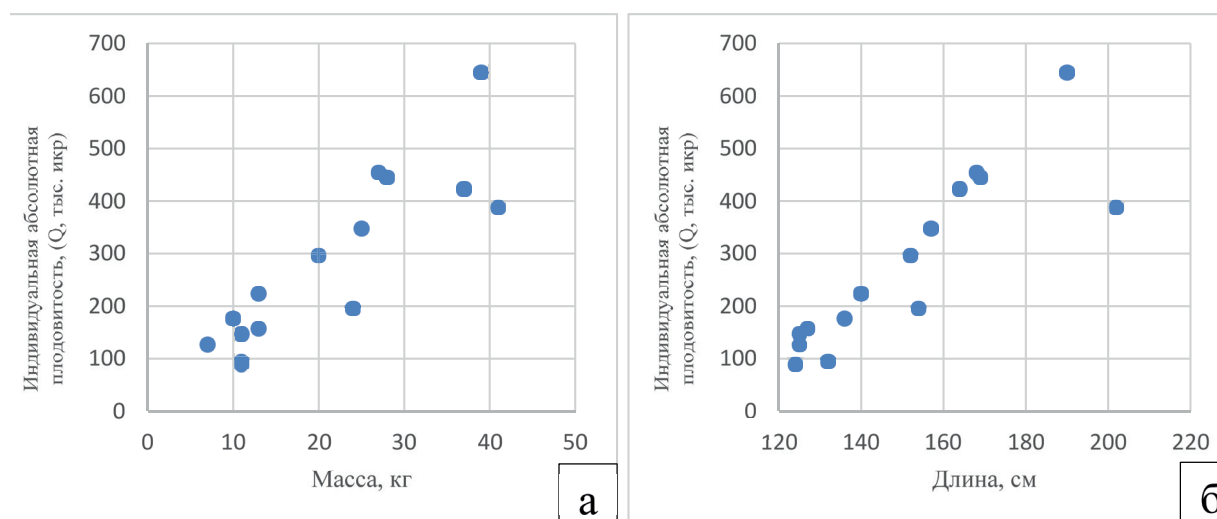 Индивидуальная абсолютная
плодовитость, (Q, тыс. икр)
700
600
500
400
300
200
100
0
0 10 20 30 40 50
Масса, кг
а
Индивидуальная абсолютная
плодовитость, (Q, тыс. икр)
700
600
500
400
300
200
100
0
120 140 160 180 200 220
Длина, см
б